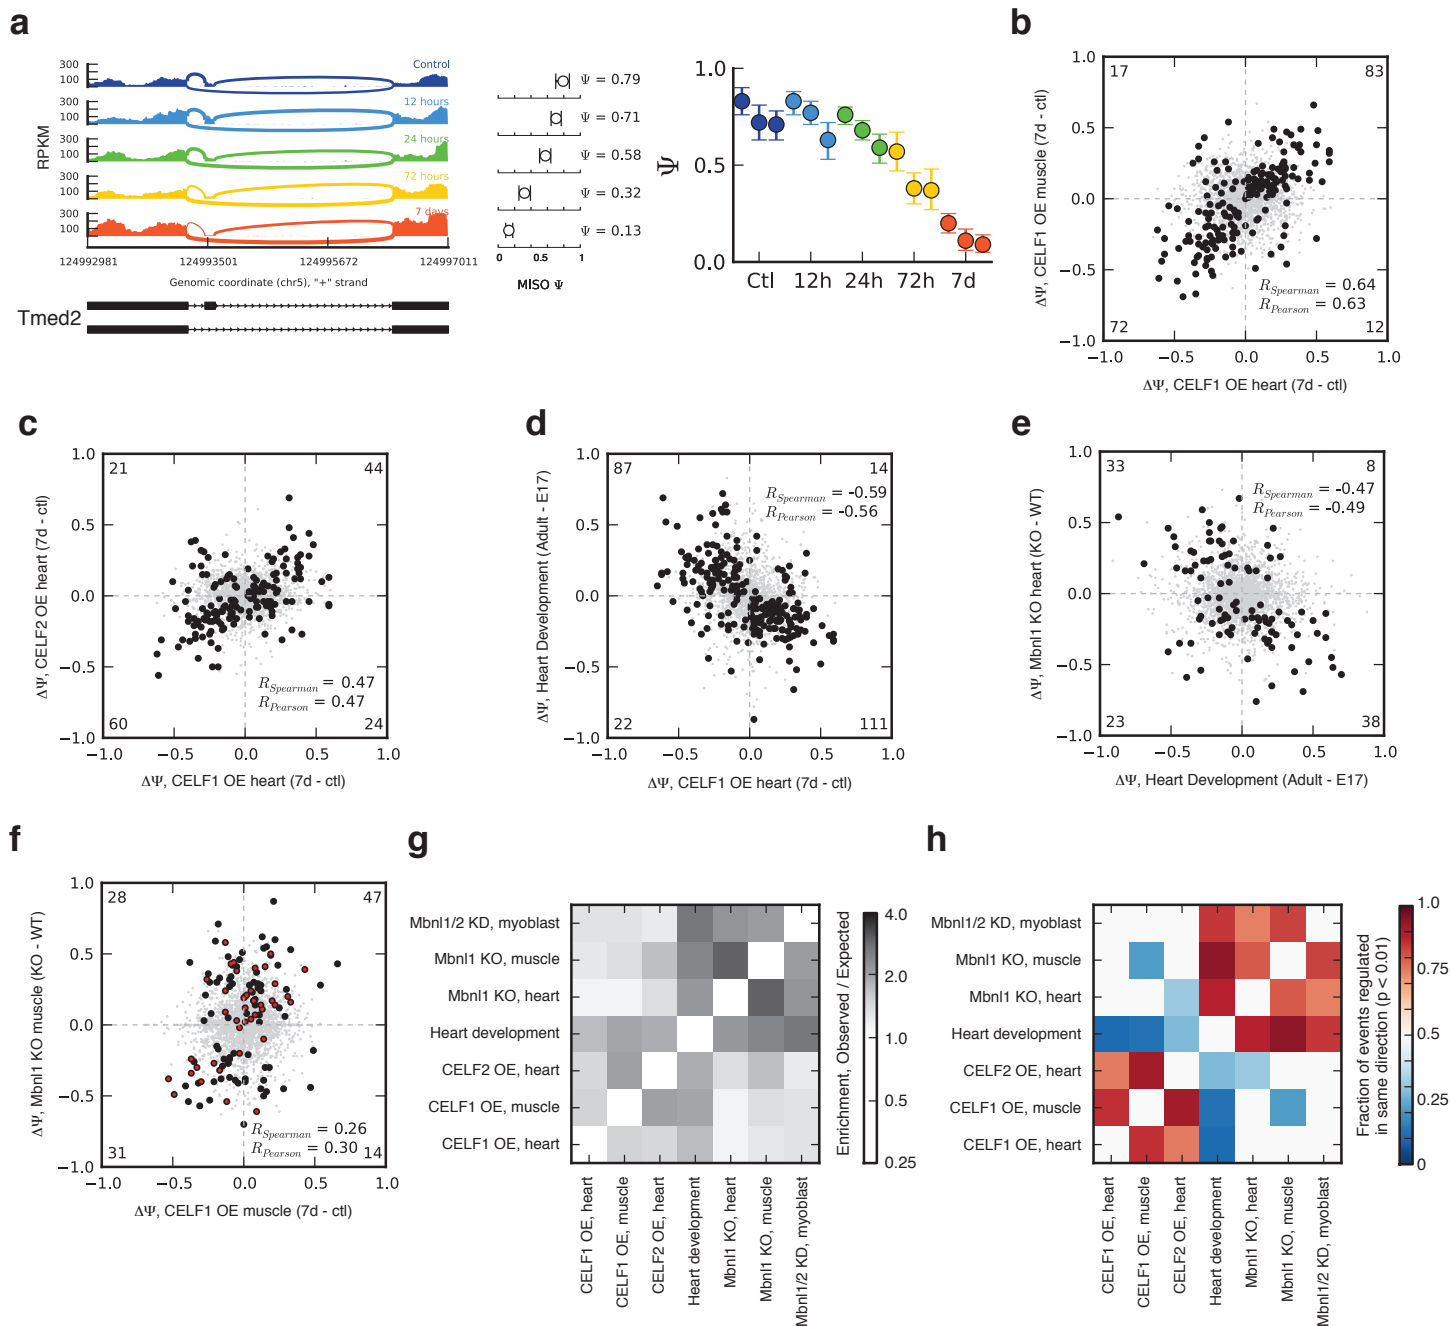 a
RPKM
300
100
Control
300
100
12 hours
300
100
24 hours
300
100
72 hours
300
100
7 days
124992981
124993501
124995672
124997011
Genomic coordinate (chr5), "+" strand
Tmed2
Ψ = 0.79
Ψ = 0.71
Ψ = 0.58
Ψ = 0.32
Ψ = 0.13
0
0
1
MISO Ψ
Ψ
1.0
0.5
0.0
Ctl
12h
24h
72h
7d
b
ΔΨ, CELF1 OE muscle (7d - ctl)
1.0
0.5
0.0
−0.5
−1.0
17
83
72
12
R_Spearman = 0.64
R_Pearson = 0.63
−1.0
−0.5
0.0
0.5
1.0
ΔΨ, CELF1 OE heart (7d - ctl)
c
ΔΨ, CELF2 OE heart (7d - ctl)
1.0
0.5
0.0
−0.5
−1.0
21
44
60
24
R_Spearman = 0.47
R_Pearson = 0.47
−1.0
−0.5
0.0
0.5
1.0
ΔΨ, CELF1 OE heart (7d - ctl)
d
ΔΨ, Heart Development (Adult - E17)
1.0
0.5
0.0
−0.5
−1.0
87
14
R_Spearman = -0.59
R_Pearson = -0.56
22
111
−1.0
−0.5
0.0
0.5
1.0
ΔΨ, CELF1 OE heart (7d - ctl)
e
ΔΨ, Mbnl1 KO heart (KO - WT)
1.0
0.5
0.0
−0.5
−1.0
33
8
R_Spearman = -0.47
R_Pearson = -0.49
23
38
−1.0
−0.5
0.0
0.5
1.0
ΔΨ, Heart Development (Adult - E17)
f
ΔΨ, Mbnl1 KO muscle (KO - WT)
1.0
0.5
0.0
−0.5
−1.0
28
47
R_Spearman = 0.26
R_Pearson = 0.30
31
14
−1.0
−0.5
0.0
0.5
1.0
ΔΨ, CELF1 OE muscle (7d - ctl)
g
Mbnl1/2 KD, myoblast
Mbnl1 KO, muscle
Mbnl1 KO, heart
Heart development
CELF2 OE, heart
CELF1 OE, muscle
CELF1 OE, heart
CELF1 OE, heart
CELF1 OE, muscle
CELF2 OE, heart
Heart development
Mbnl1 KO, heart
Mbnl1 KO, muscle
Mbnl1/2 KD, myoblast
Enrichment, Observed / Expected
4.0
2.0
1.0
0.5
0.25
h
Mbnl1/2 KD, myoblast
Mbnl1 KO, muscle
Mbnl1 KO, heart
Heart development
CELF2 OE, heart
CELF1 OE, muscle
CELF1 OE, heart
CELF1 OE, heart
CELF1 OE, muscle
CELF2 OE, heart
Heart development
Mbnl1 KO, heart
Mbnl1 KO, muscle
Mbnl1/2 KD, myoblast
Fraction of events regulated
in same direction (p < 0.01)
1.0
0.75
0.50
0.25
0